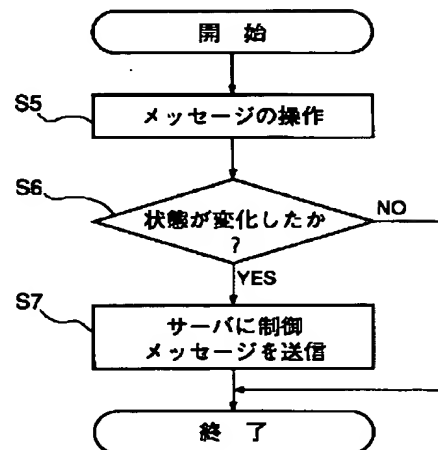 開 始
S5
メッセージの操作
S6
状態が変化したか
?
NO
YES
S7
サーバに制御
メッセージを送信
終 了